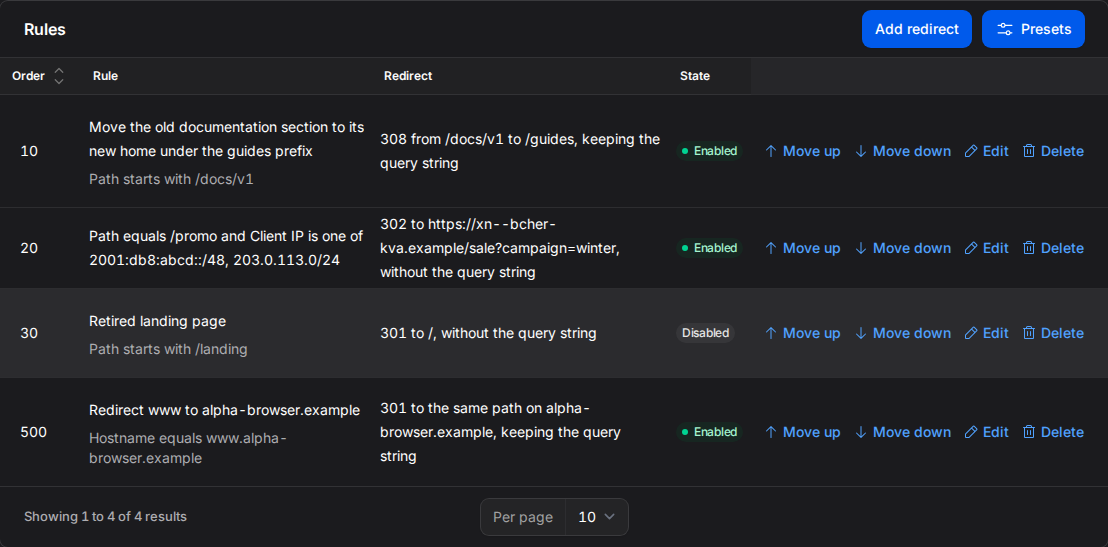 Rules
Add redirect
Presets
Order
Rule
Redirect
State
10
Move the old documentation section to its
new home under the guides prefix
Path starts with /docs/v1
308 from /docs/v1 to /guides, keeping the
query string
Enabled
Move up
Move down
Edit
Delete
20
Path equals /promo and Client IP is one of
2001:db8:abcd::/48, 203.0.113.0/24
302 to https://xn--bcher-
kva.example/sale?campaign=winter,
without the query string
Enabled
Move up
Move down
Edit
Delete
30
Retired landing page
Path starts with /landing
301 to /, without the query string
Disabled
Move up
Move down
Edit
Delete
500
Redirect www to alpha-browser.example
Hostname equals www.alpha-
browser.example
301 to the same path on alpha-
browser.example, keeping the query
string
Enabled
Move up
Move down
Edit
Delete
Showing 1 to 4 of 4 results
Per page
10